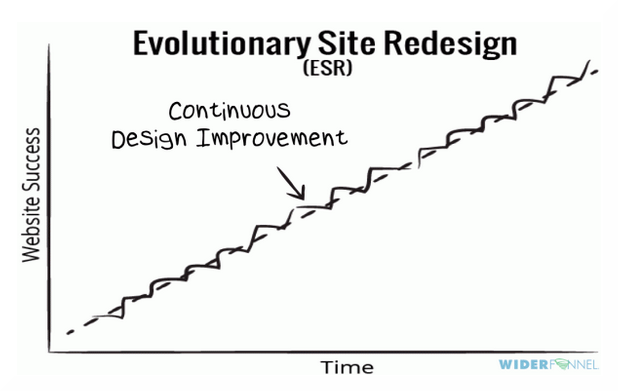 Evolutionary Site Redesign
(ESR)
Continuous
Design Improvement
Website Success
Time
WIDERFUNNEL